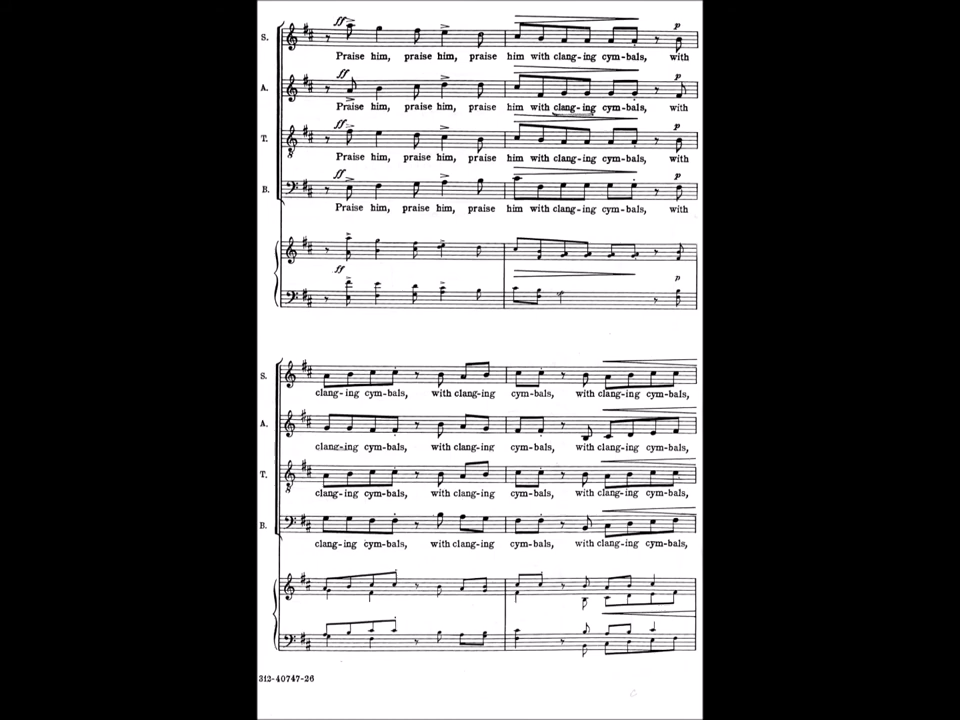 ff
S.
Praise him, praise him, praise him with clang-ing cym-bals, with
p
ff
A.
Praise him, praise him, praise him with clang-ing cym-bals, with
p
ff
T.
8
Praise him, praise him, praise him with clanging cym-bals, with
p
ff
B.
Praise him, praise him, praise him with clang-ing cym-bals, with
p
ff
p
S.
clang-ing cym-bals, with clang-ing cym-bals, with clang-ing cym-bals,
A.
clang-ing cym-bals, with clang-ing cym-bals, with clang-ing cym-bals,
T.
8
clang-ing cym-bals, with clang-ing cym-bals, with clang-ing cym-bals,
B.
clang-ing cym-bals, with clang-ing cym-bals, with clang-ing cym-bals,
312-40747-26